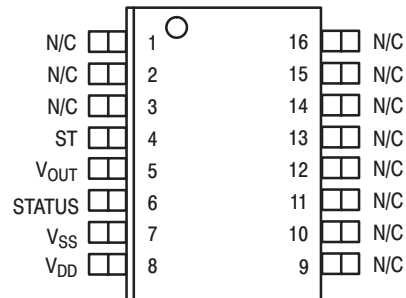 N/C 1 16 N/C
N/C 2 15 N/C
N/C 3 14 N/C
ST 4 13 N/C
VOUT 5 12 N/C
STATUS 6 11 N/C
VSS 7 10 N/C
VDD 8 9 N/C